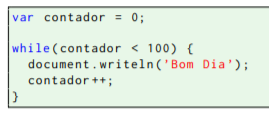 var contador = 0;
while(contador < 100) {
document.writeln('Bom Dia');
contador++;
}